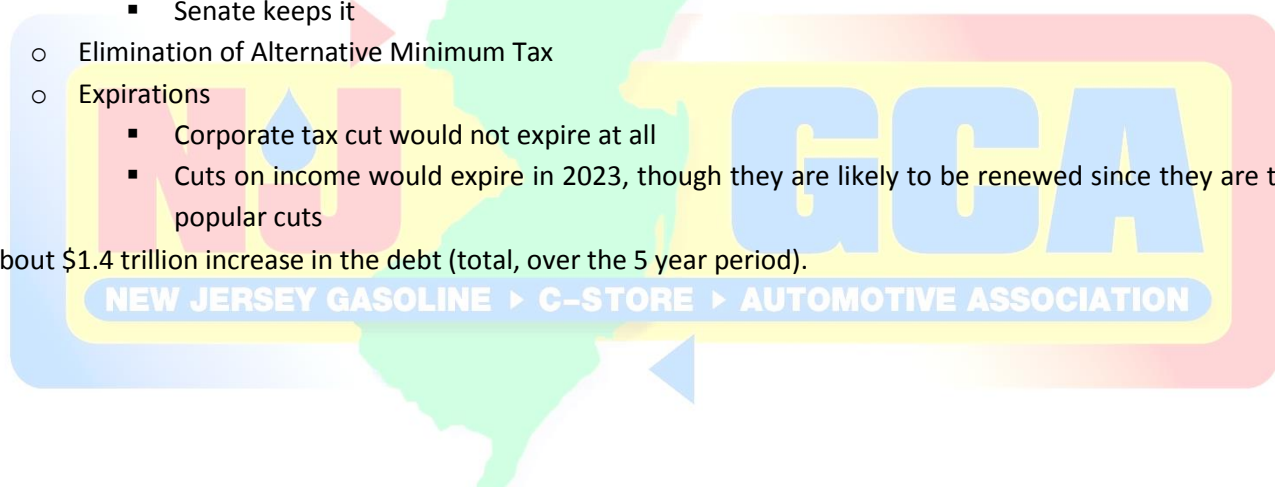 ▪ Senate keeps it
o Elimination of Alternative Minimum Tax
o Expirations
▪ Corporate tax cut would not expire at all
▪ Cuts on income would expire in 2023, though they are likely to be renewed since they are
popular cuts
bout $1.4 trillion increase in the debt (total, over the 5 year period).
NJ GCA
NEW JERSEY GASOLINE ▸ C-STORE ▸ AUTOMOTIVE ASSOCIATION